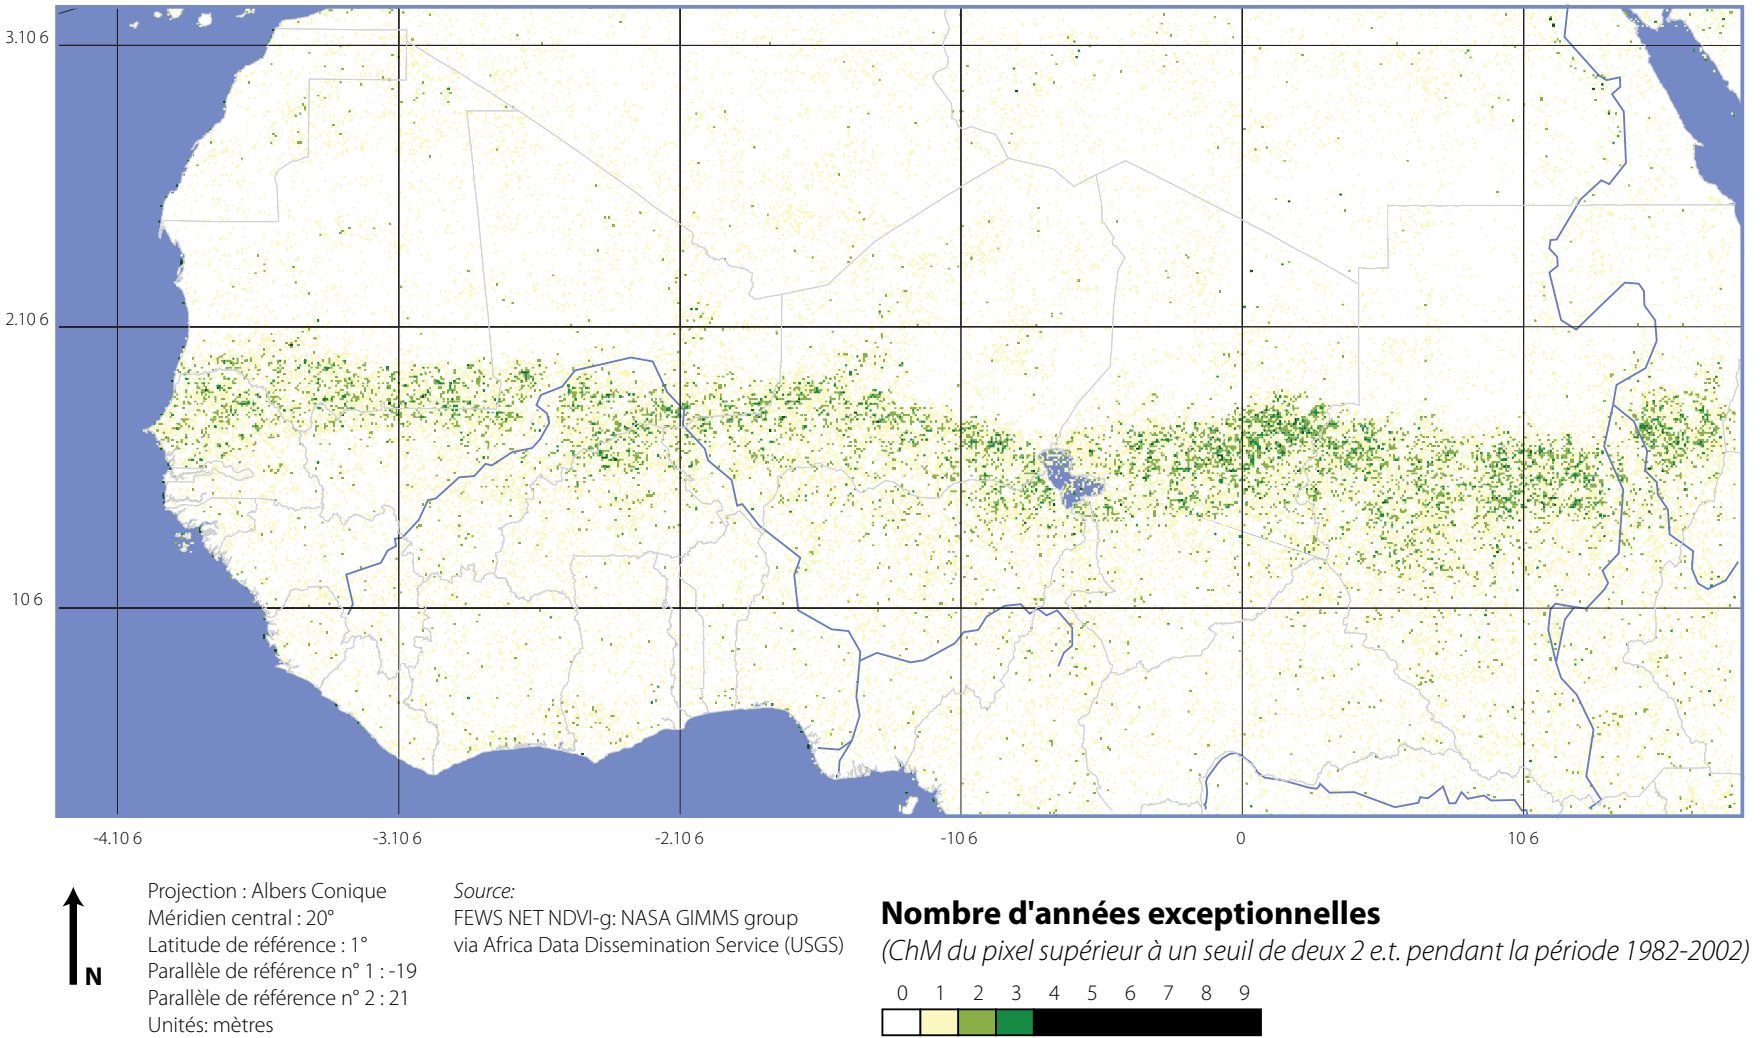 3.10 6
2.10 6
10 6
-4.10 6
-3.10 6
-2.10 6
-10 6
0
10 6
N
Projection : Albers Conique
Méridien central : 20°
Latitude de référence : 1°
Parallèle de référence n° 1 : -19
Parallèle de référence n° 2 : 21
Unités: mètres
Source:
FEWS NET NDVI-g: NASA GIMMS group
via Africa Data Dissemination Service (USGS)
Nombre d'années exceptionnelles
(ChM du pixel supérieur à un seuil de deux 2 e.t. pendant la période 1982-2002)
0 1 2 3 4 5 6 7 8 9